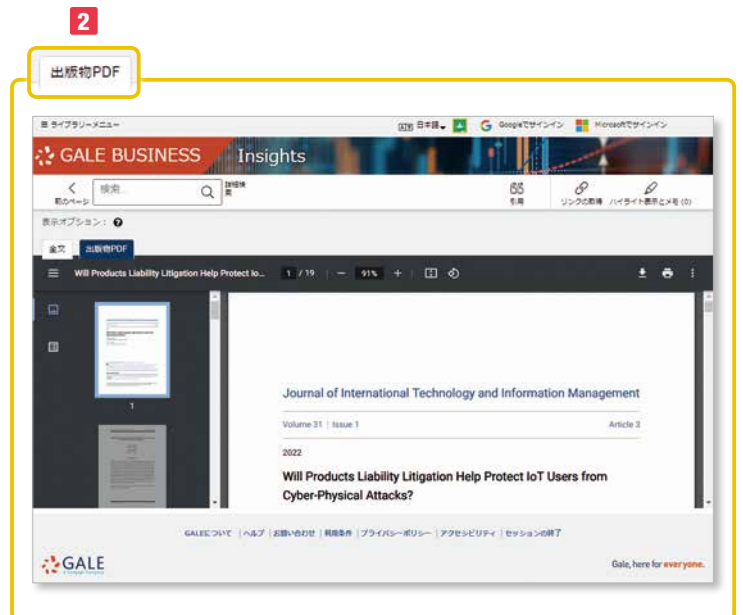 2
出版物PDF
≡ ライブラリーメニュー 日本語 Googleでサインイン Microsoftでサインイン
GALE BUSINESS Insights
検索... 詳細検索
前のページ 引用 リンクの取得 ハイライト表示とメモ (0)
表示オプション:
全文 出版物PDF
Will Products Liability Litigation Help Protect Io... 1 / 19 — 91% +
Journal of International Technology and Information Management
1
Volume 31 | Issue 1 Article 3
2022
Will Products Liability Litigation Help Protect IoT Users from
Cyber-Physical Attacks?
GALEについて | ヘルプ | お問い合わせ | 利用条件 | プライバシーポリシー | アクセシビリティ | セッションの終了
GALE Gale, here for everyone.